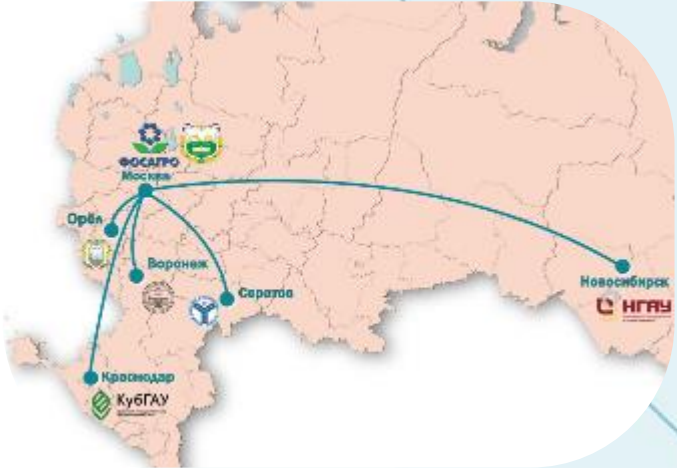 ФОСАГРО
Москва
Орёл
Воронеж
Саратов
Новосибирск
НГАУ
Краснодар
КубГАУ